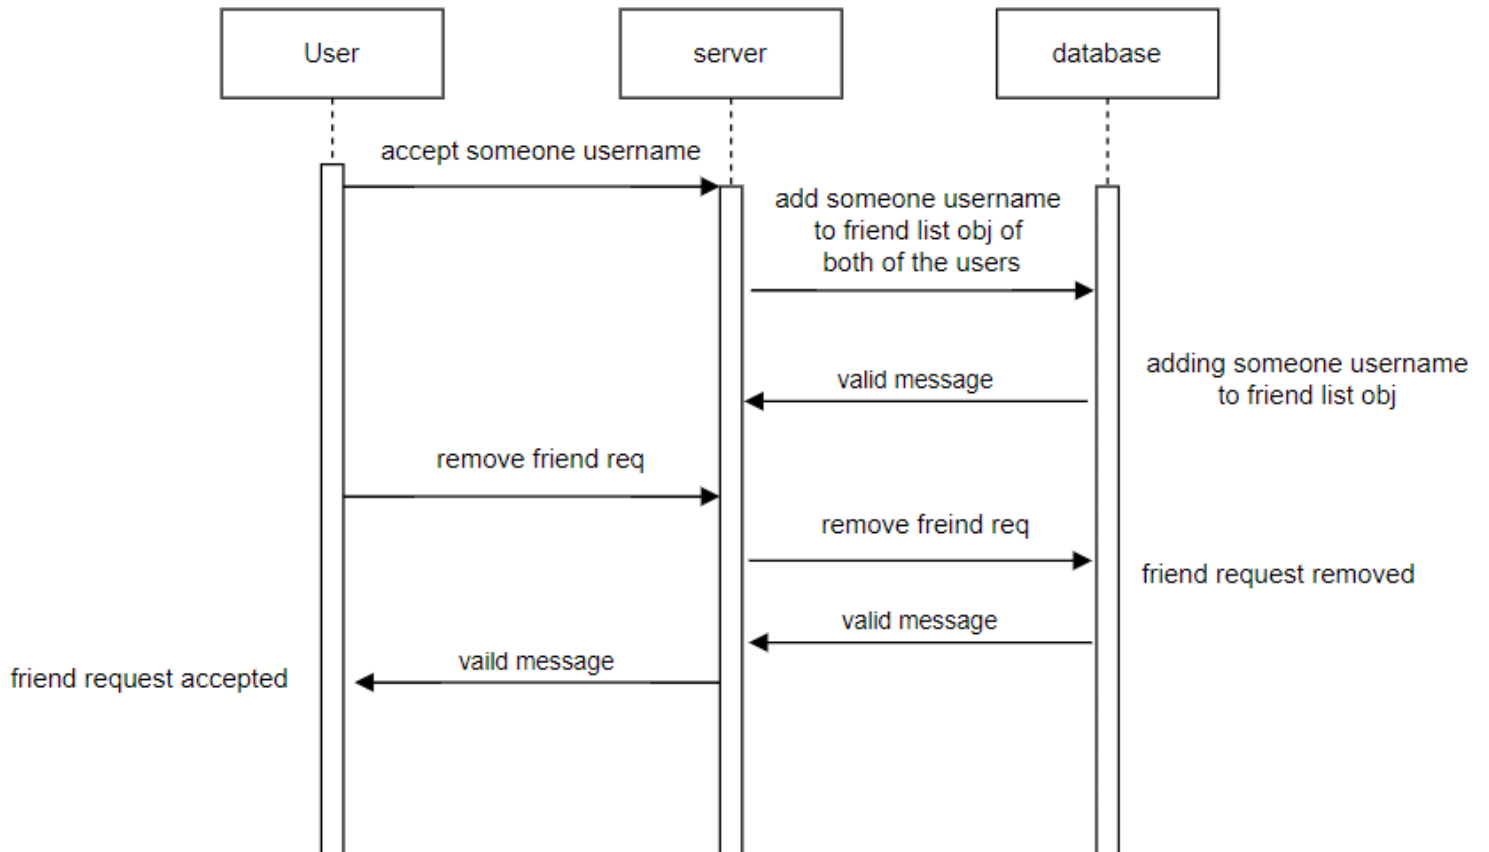 User
server
database
accept someone username
add someone username
to friend list obj of
both of the users
adding someone username
to friend list obj
valid message
remove friend req
remove freind req
friend request removed
valid message
vaild message
friend request accepted